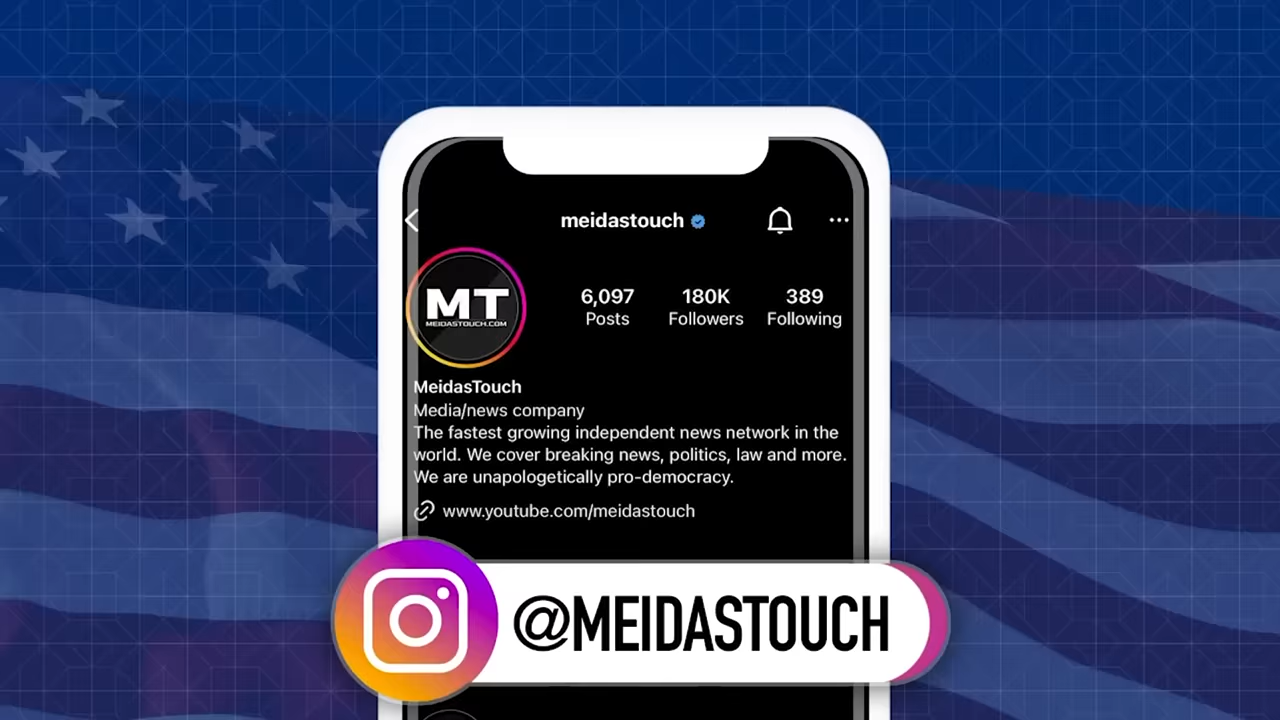 meidastouch
MT
MEIDASTOUCH.COM
6,097 180K 389
Posts Followers Following
MeidasTouch
Media/news company
The fastest growing independent news network in the
world. We cover breaking news, politics, law and more.
We are unapologetically pro-democracy.
www.youtube.com/meidastouch
@MEIDASTOUCH